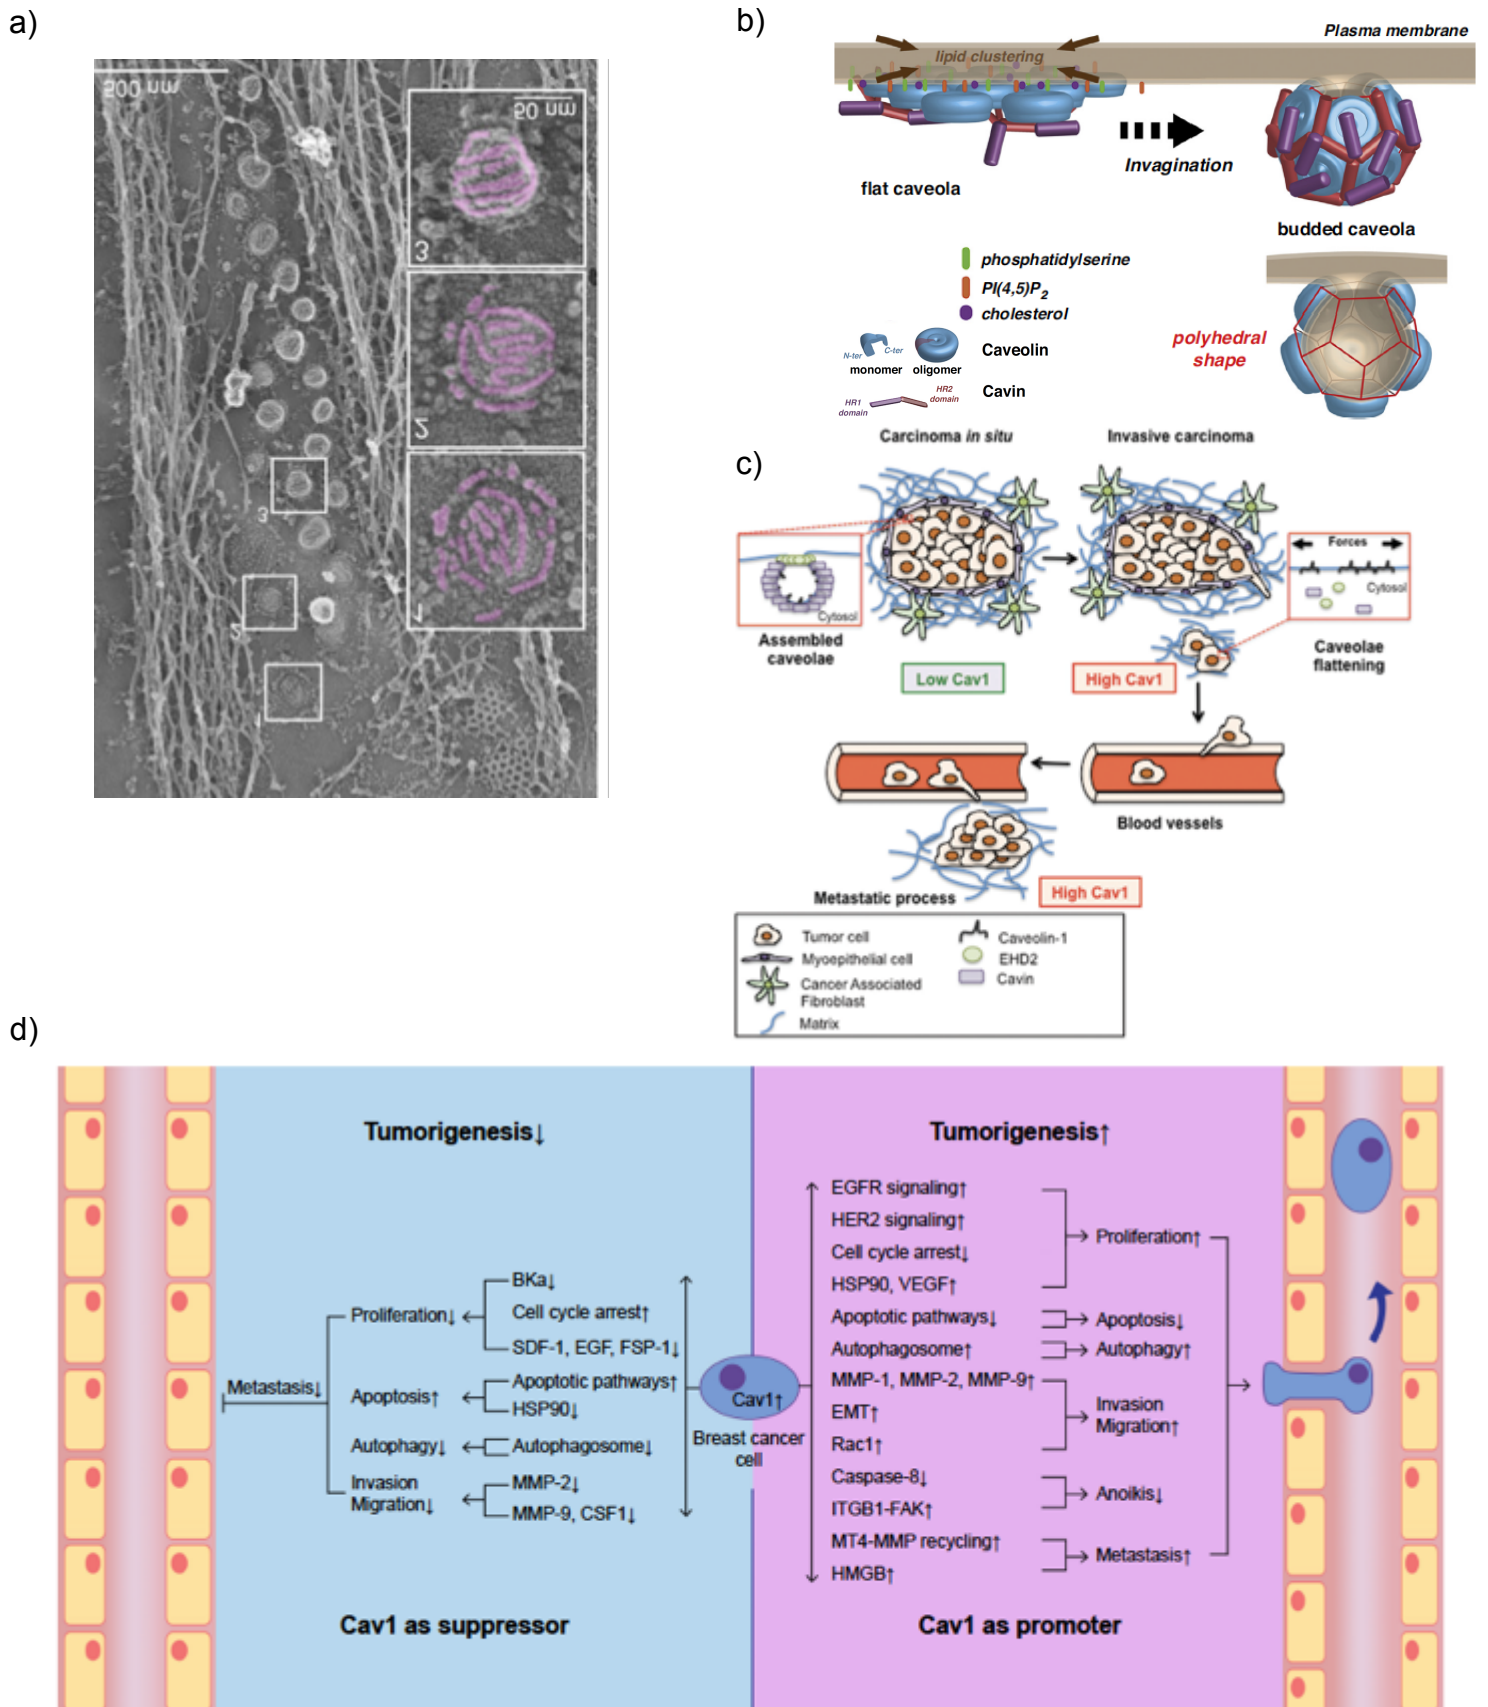 a)
500 nm
50 nm
3
2
1
3
2
1
b)
Plasma membrane
lipid clustering
Invagination
flat caveola
budded caveola
phosphatidylserine
PI(4,5)P2
cholesterol
N-ter
C-ter
monomer
oligomer
Caveolin
HR1
domain
HR2
domain
Cavin
polyhedral
shape
c)
Carcinoma in situ
Invasive carcinoma
Cytosol
Assembled
caveolae
Forces
Cytosol
Caveolae
flattening
Low Cav1
High Cav1
Blood vessels
Metastatic process
High Cav1
Tumor cell
Myoepithelial cell
Cancer Associated
Fibroblast
Matrix
Caveolin-1
EHD2
Cavin
d)
Tumorigenesis↓
BKa↓
Cell cycle arrest↑
SDF-1, EGF, FSP-1↓
Proliferation↓
Apoptotic pathways↑
HSP90↓
Apoptosis↑
Metastasis↓
Autophagosome↓
Autophagy↓
MMP-2↓
MMP-9, CSF1↓
Invasion
Migration↓
Cav1 as suppressor
Cav1↑
Breast cancer
cell
Tumorigenesis↑
EGFR signaling↑
HER2 signaling↑
Cell cycle arrest↓
HSP90, VEGF↑
Proliferation↑
Apoptotic pathways↓
Apoptosis↓
Autophagosome↑
Autophagy↑
MMP-1, MMP-2, MMP-9↑
EMT↑
Rac1↑
Invasion
Migration↑
Caspase-8↓
ITGB1-FAK↑
Anoikis↓
MT4-MMP recycling↑
HMGB↑
Metastasis↑
Cav1 as promoter